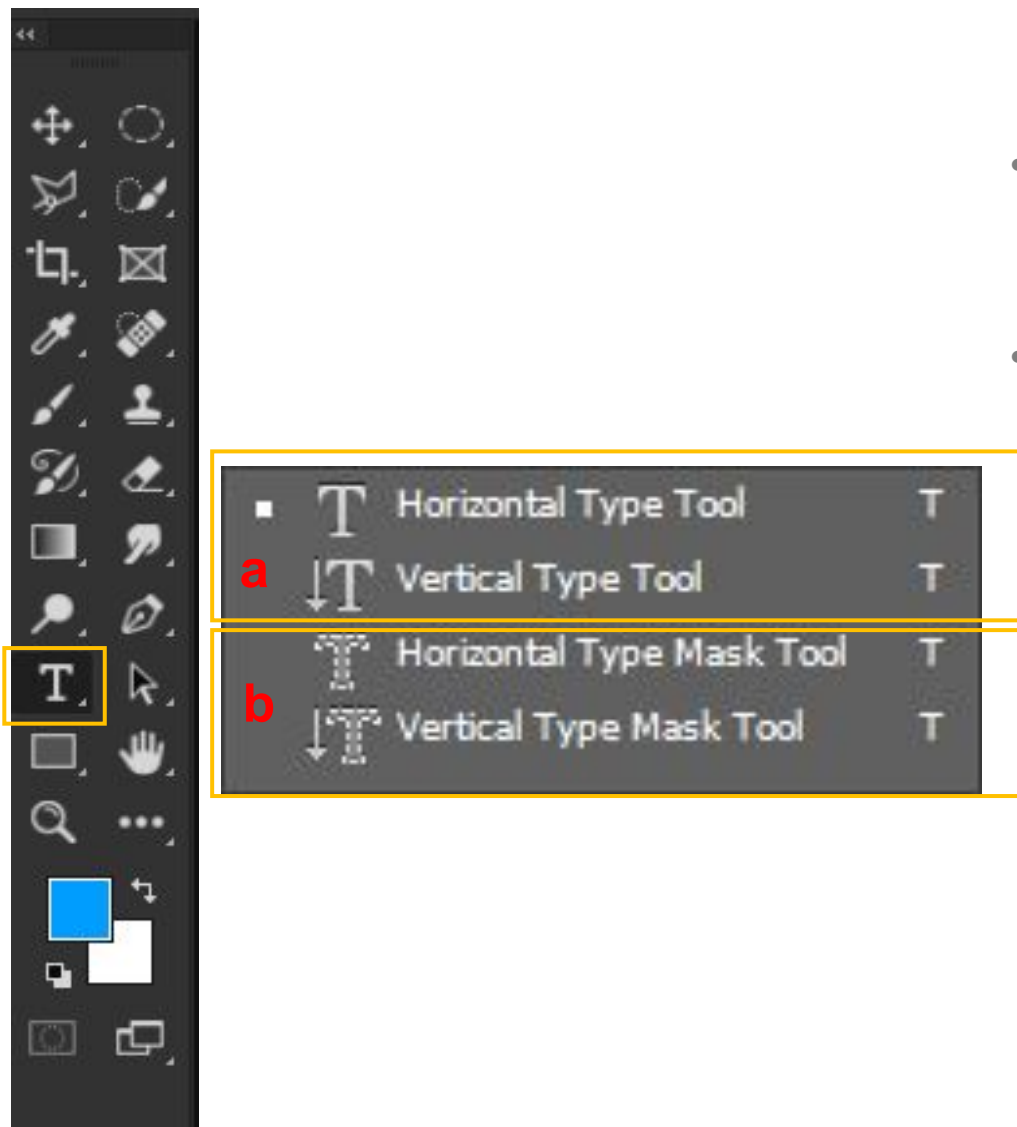 Horizontal Type Tool T
a
Vertical Type Tool T
Horizontal Type Mask Tool T
b
Vertical Type Mask Tool T